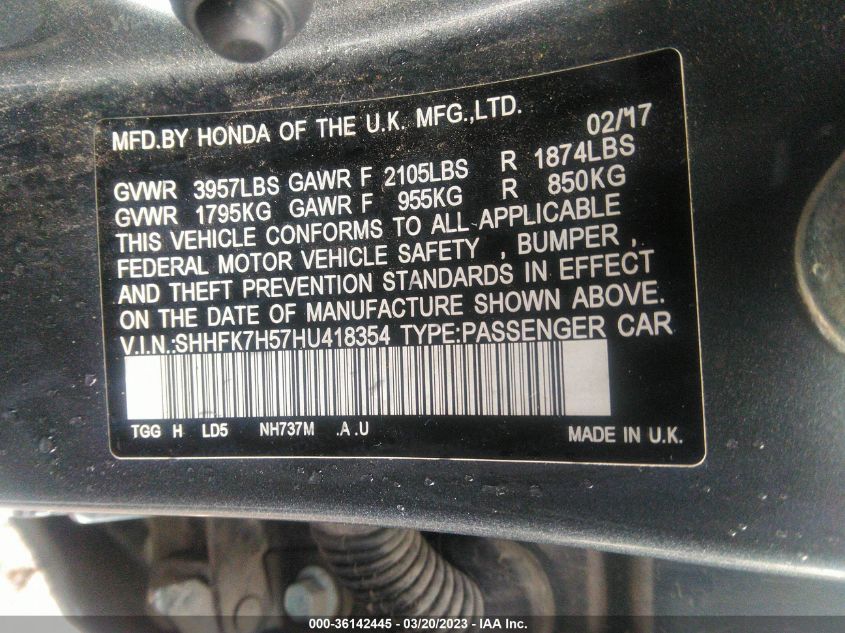 MFD.BY HONDA OF THE U.K. MFG.,LTD. 02/17
GVWR 3957LBS GAWR F 2105LBS R 1874LBS
GVWR 1795KG GAWR F 955KG R 850KG
THIS VEHICLE CONFORMS TO ALL APPLICABLE
FEDERAL MOTOR VEHICLE SAFETY , BUMPER ,
AND THEFT PREVENTION STANDARDS IN EFFECT
ON THE DATE OF MANUFACTURE SHOWN ABOVE.
V.I.N.:SHHFK7H57HU418354 TYPE:PASSENGER CAR
TGG H LD5 NH737M .A .U MADE IN U.K.
000-36142445 - 03/20/2023 - IAA Inc.